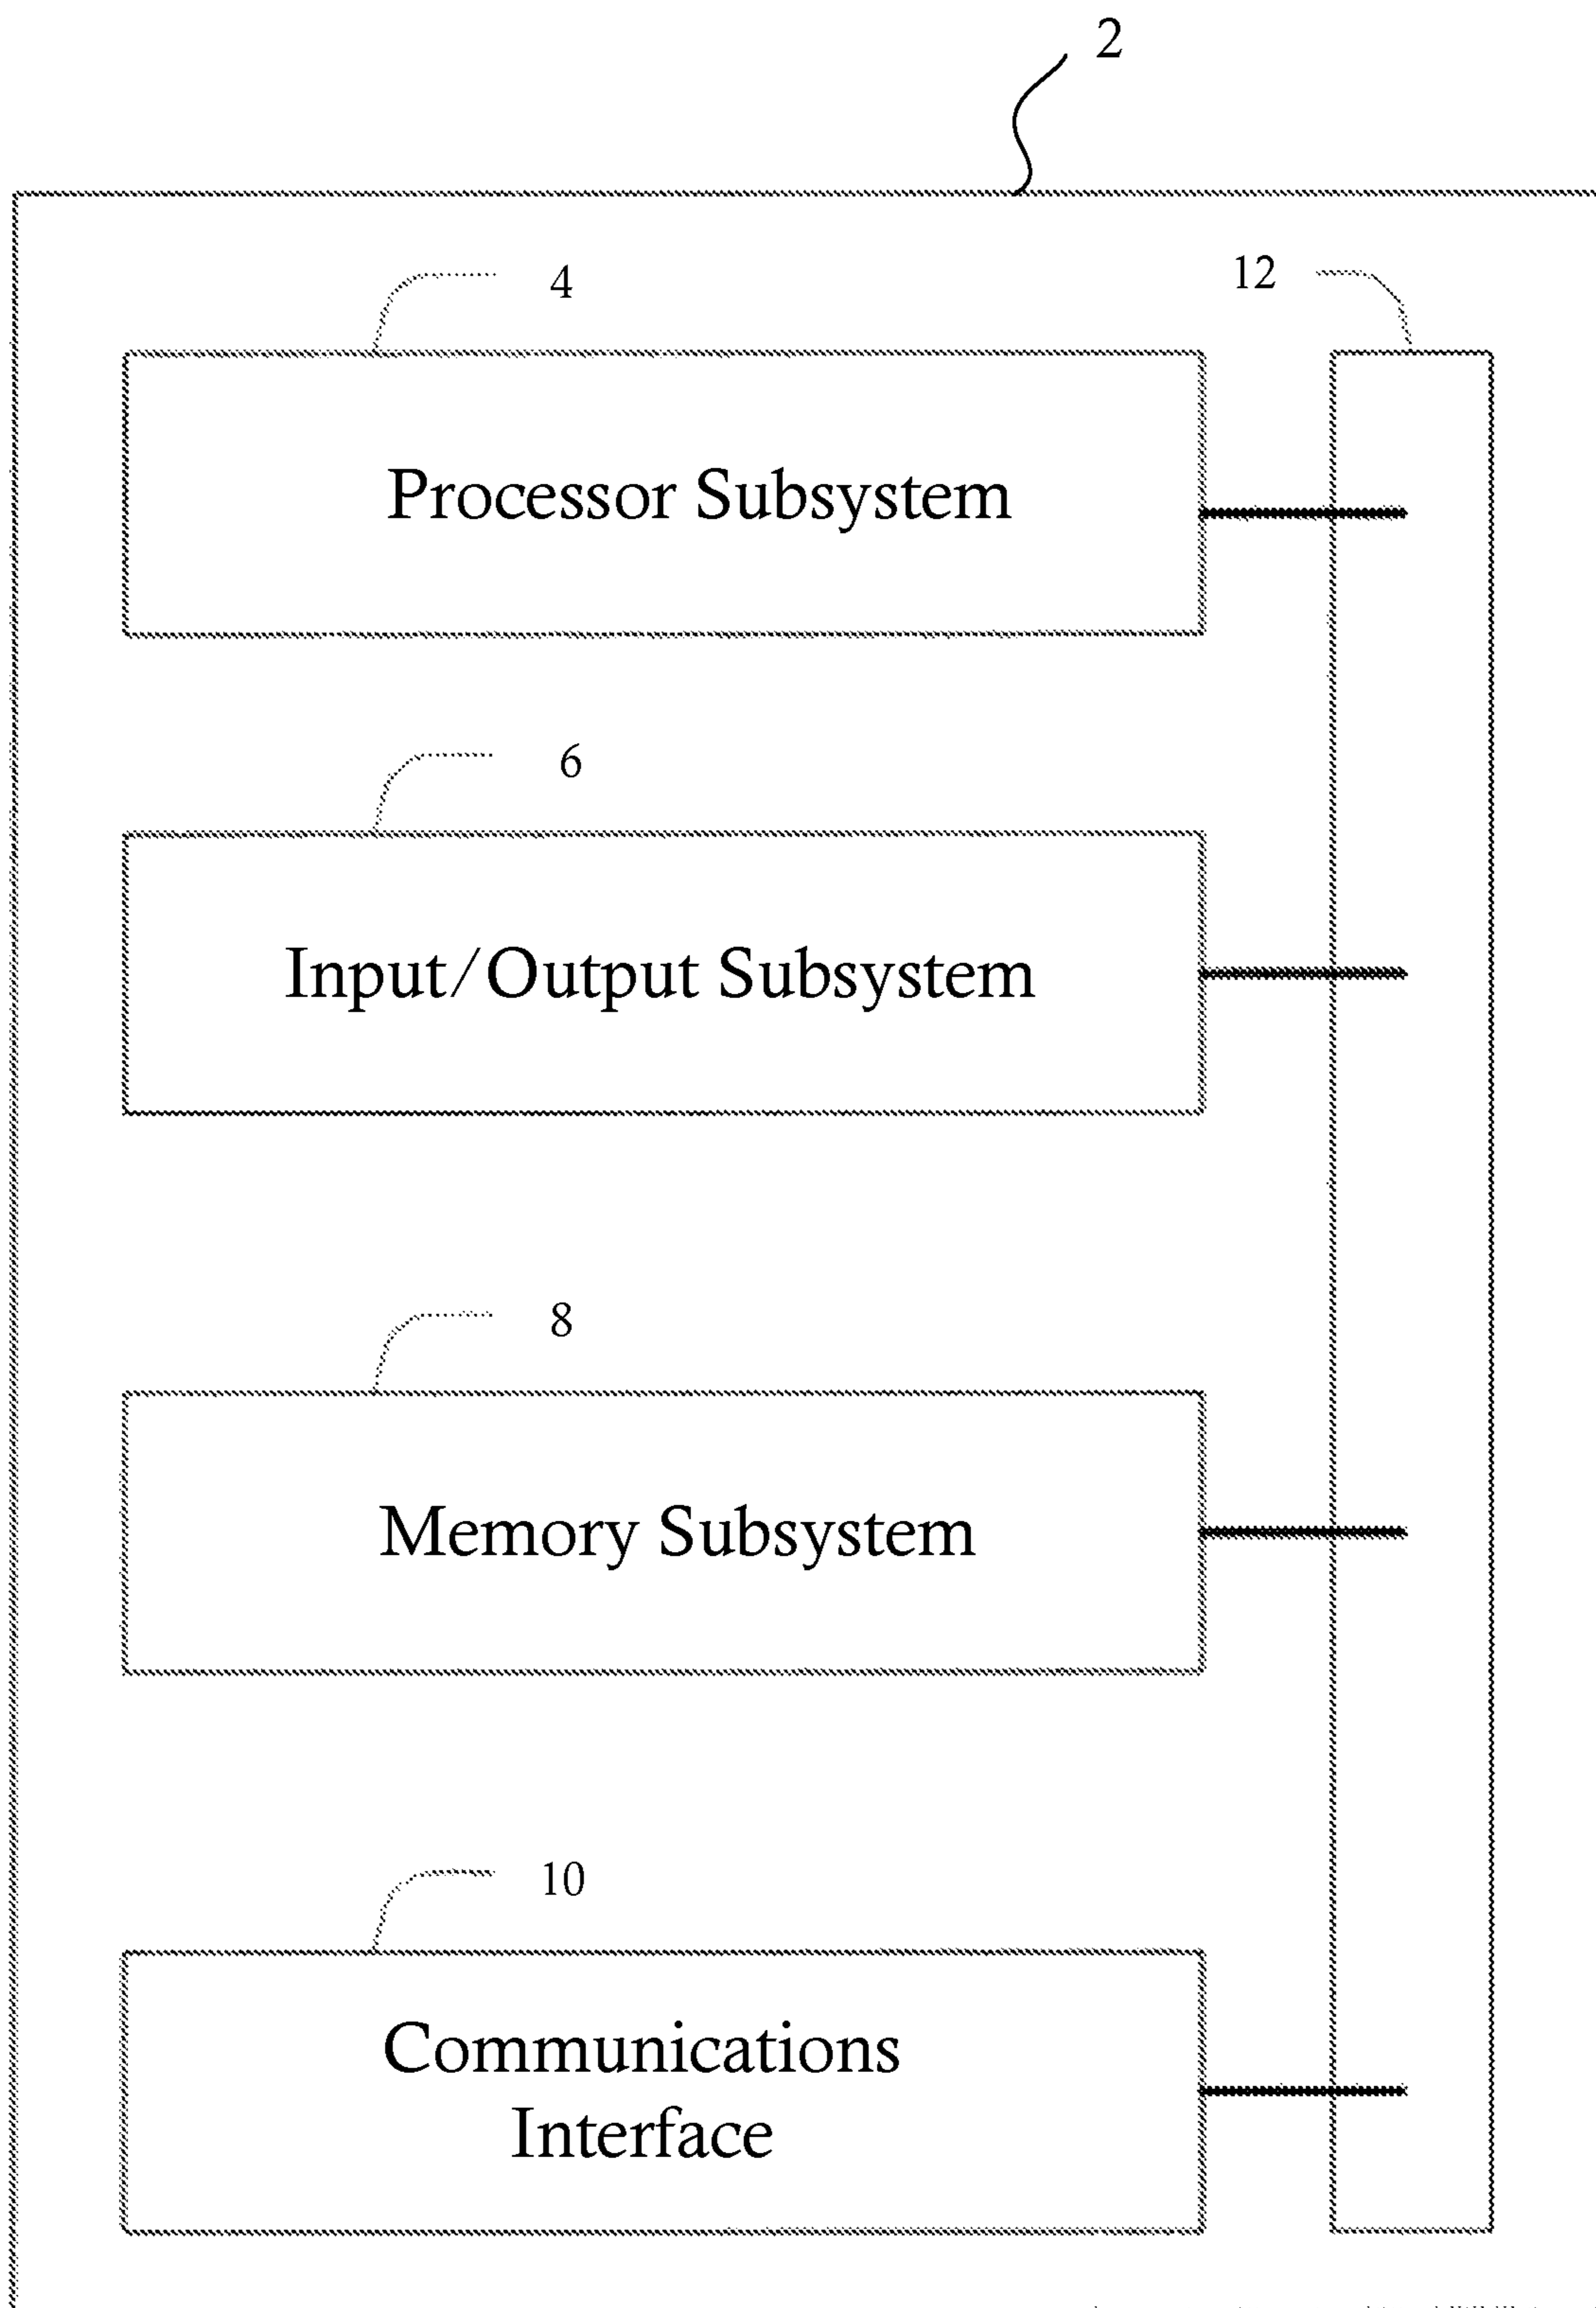 2
4
12
Processor Subsystem
6
Input/Output Subsystem
8
Memory Subsystem
10
Communications
Interface